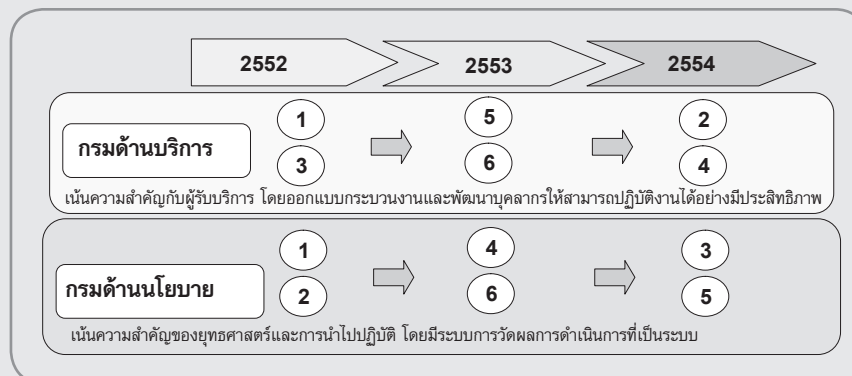 2552 2553 2554
1 5 2
กรมด้านบริการ
3 6 4
เน้นความสำคัญกับผู้รับบริการ โดยออกแบบกระบวนงานและพัฒนาบุคลากรให้สามารถปฏิบัติงานได้อย่างมีประสิทธิภาพ
1 4 3
กรมด้านนโยบาย
2 6 5
เน้นความสำคัญของยุทธศาสตร์และการนำไปปฏิบัติ โดยมีระบบการวัดผลการดำเนินการที่เป็นระบบ